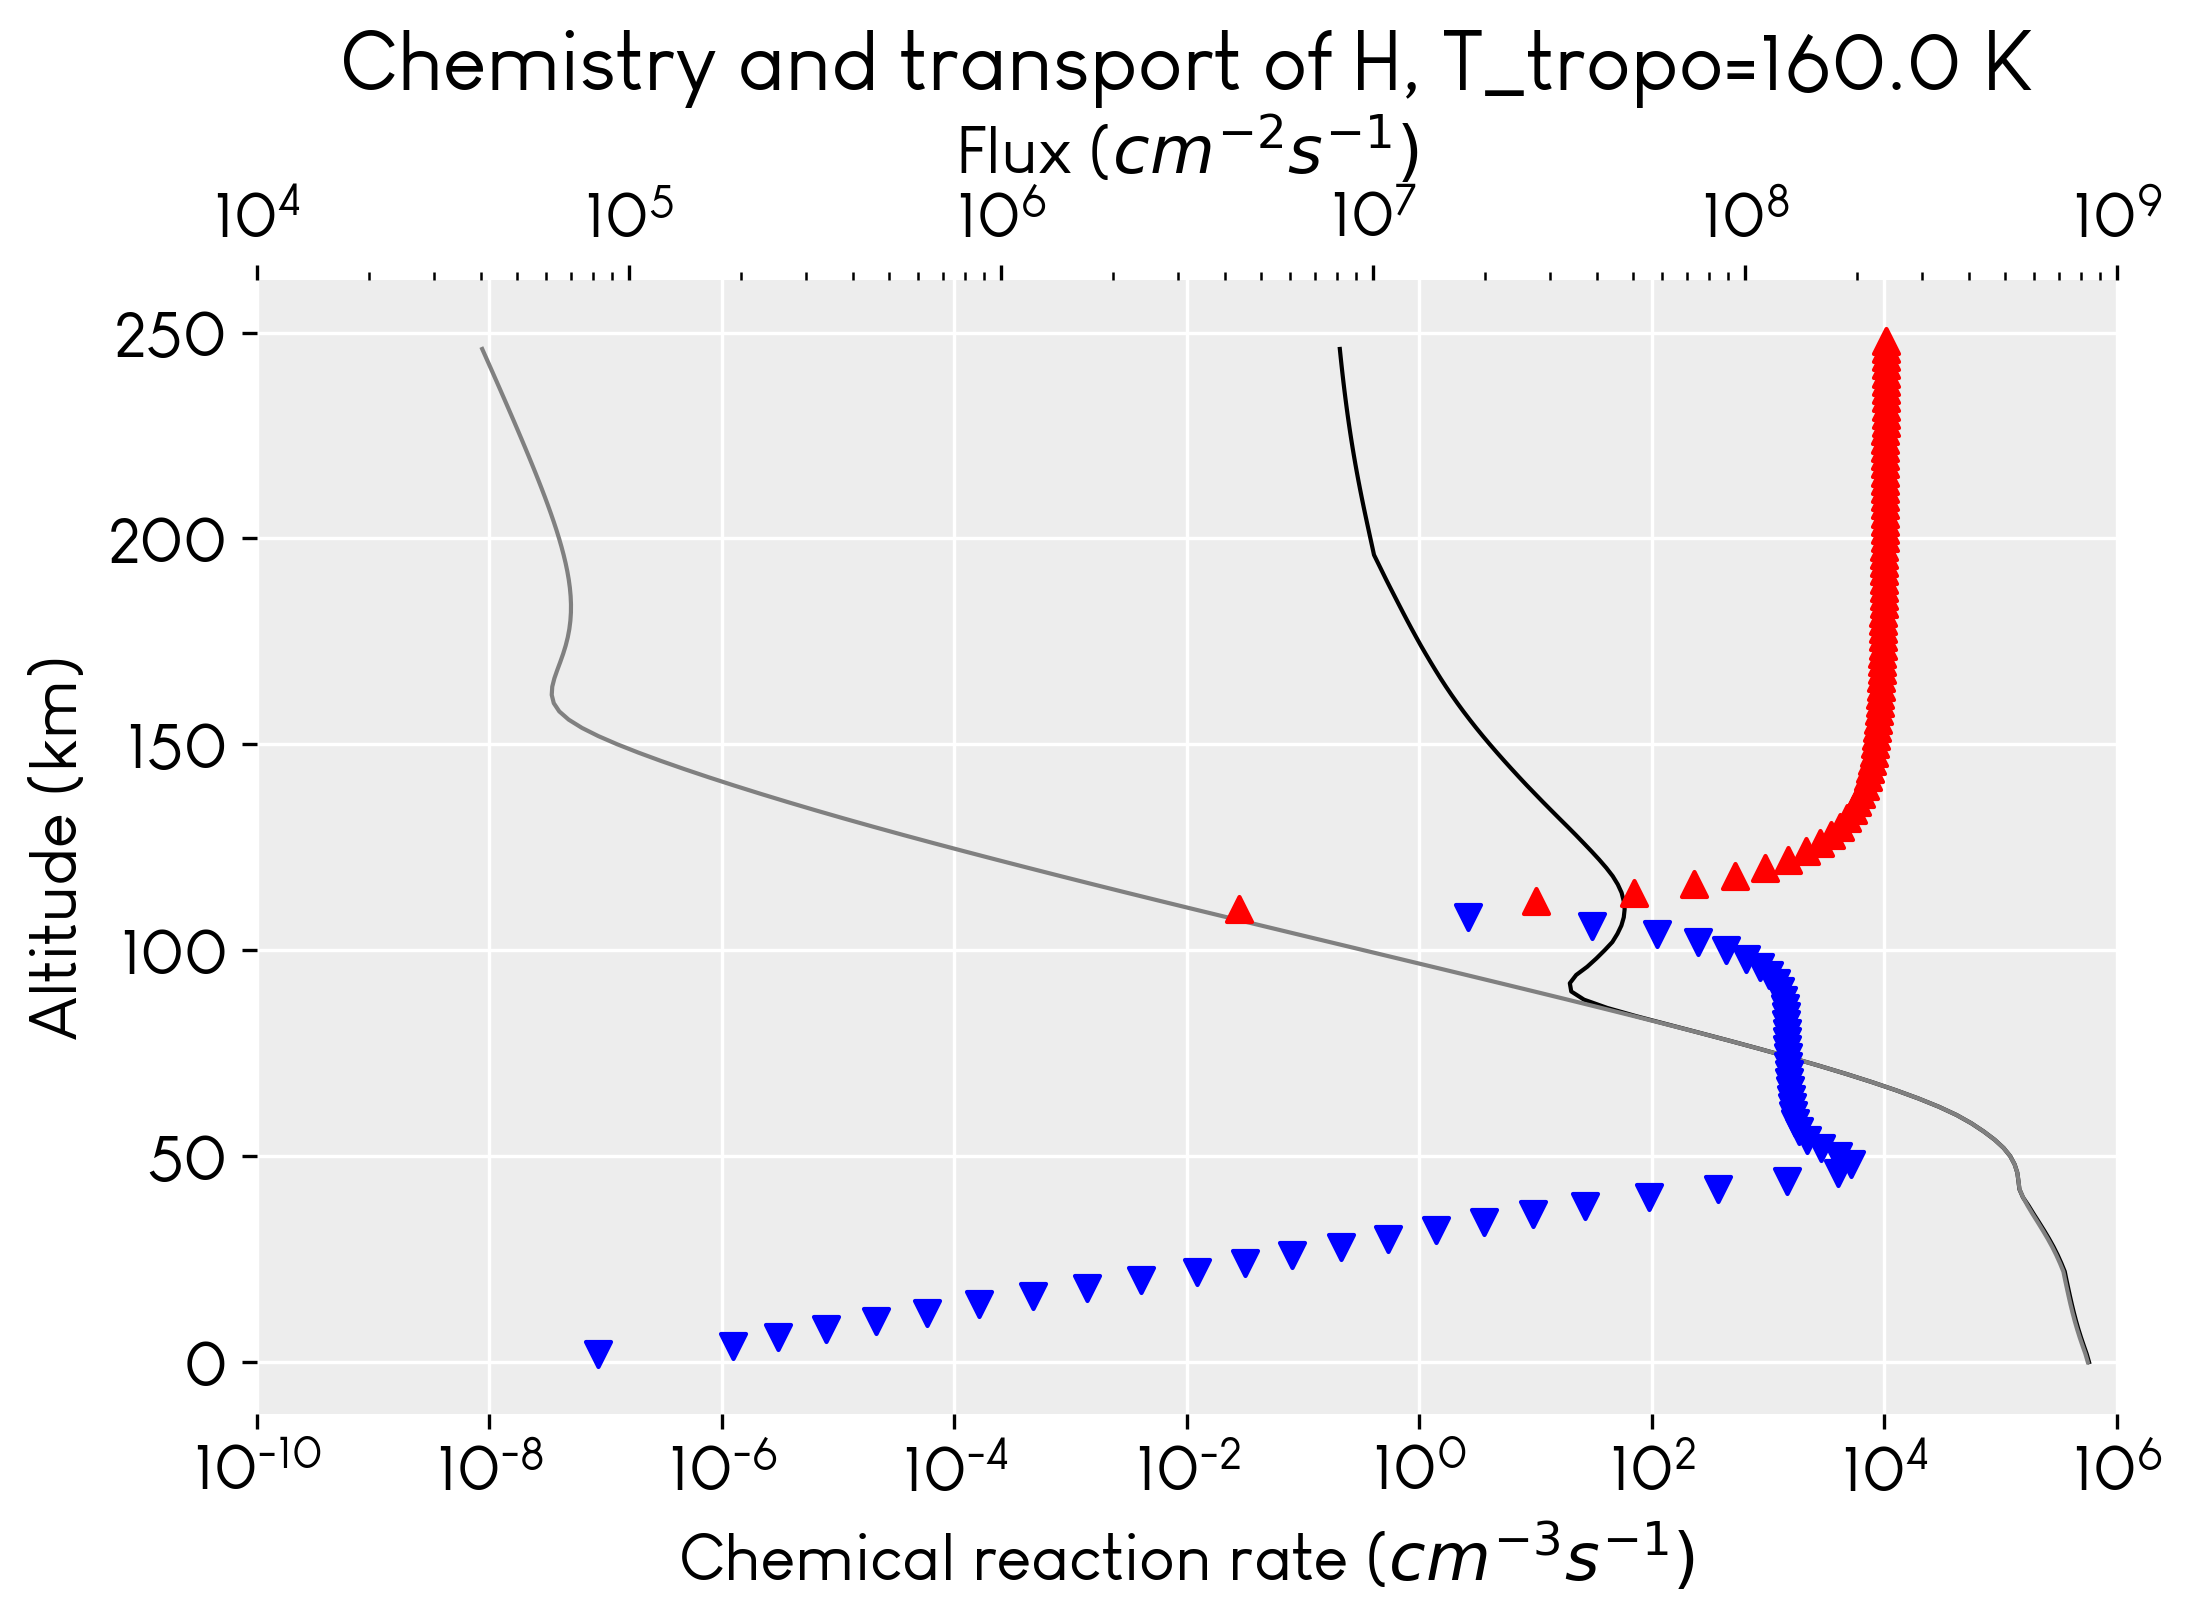 Chemistry and transport of H, T_tropo=160.0 K
Flux (cm⁻²s⁻¹)
10⁴ 10⁵ 10⁶ 10⁷ 10⁸ 10⁹
250
200
150
100
50
0
Altitude (km)
10⁻¹⁰ 10⁻⁸ 10⁻⁶ 10⁻⁴ 10⁻² 10⁰ 10² 10⁴ 10⁶
Chemical reaction rate (cm⁻³s⁻¹)